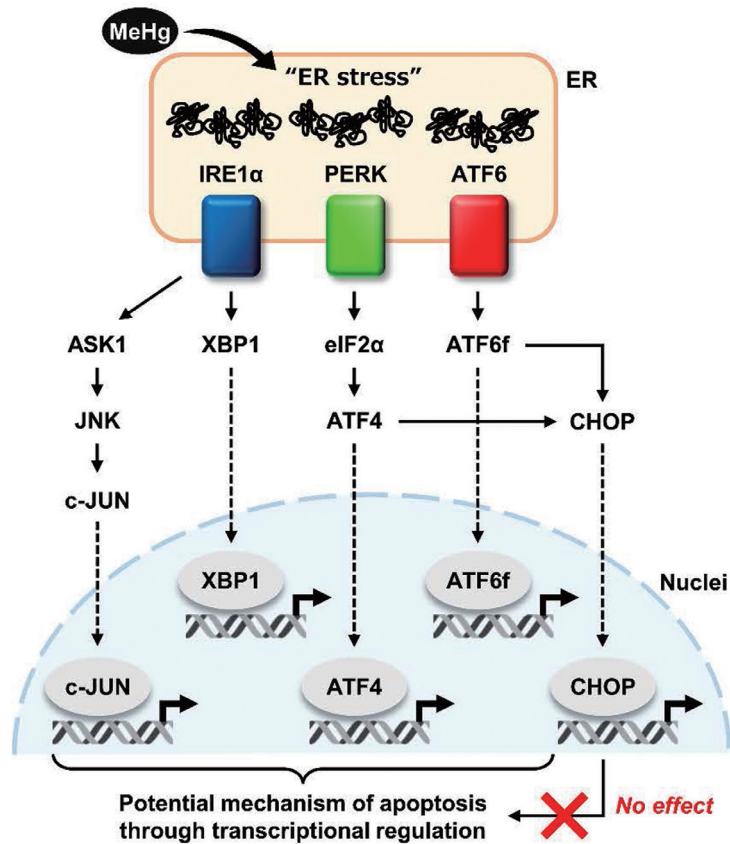 MeHg
“ER stress”
ER
IRE1α PERK ATF6
ASK1 XBP1 eIF2α ATF6f
JNK ATF4 CHOP
c-JUN
XBP1 ATF6f Nuclei
c-JUN ATF4 CHOP
Potential mechanism of apoptosis
through transcriptional regulation
No effect